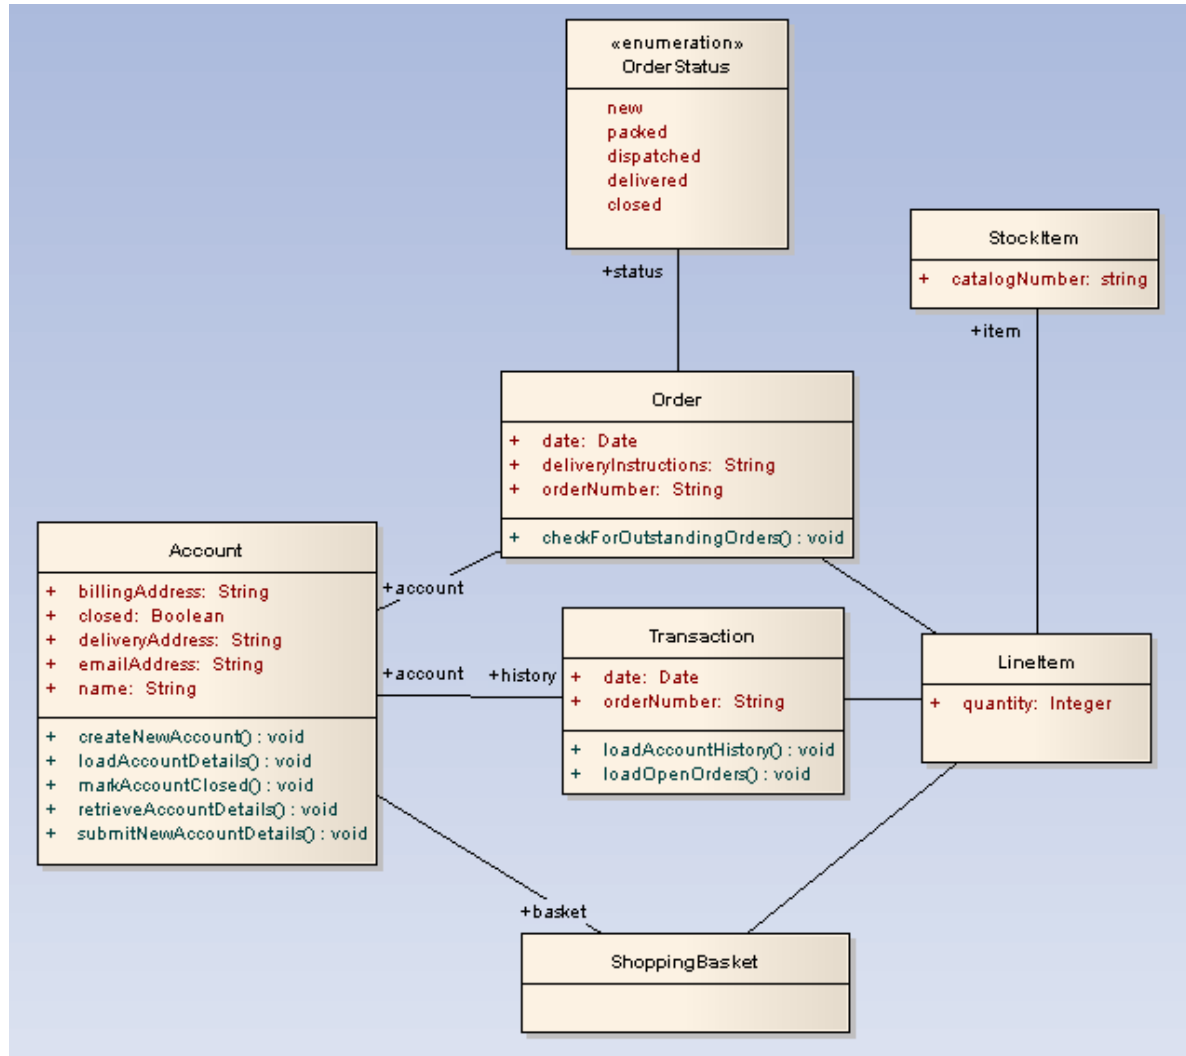 «enumeration»
OrderStatus
new
packed
dispatched
delivered
closed
+status
StockItem
+ catalogNumber: string
+item
Order
+ date: Date
+ deliveryInstructions: String
+ orderNumber: String
+ checkForOutstandingOrders() : void
Account
+ billingAddress: String
+ closed: Boolean
+ deliveryAddress: String
+ emailAddress: String
+ name: String
+ createNewAccount() : void
+ loadAccountDetails() : void
+ markAccountClosed() : void
+ retrieveAccountDetails() : void
+ submitNewAccountDetails() : void
+account
+account
+history
Transaction
+ date: Date
+ orderNumber: String
+ loadAccountHistory() : void
+ loadOpenOrders() : void
LineItem
+ quantity: Integer
+basket
ShoppingBasket